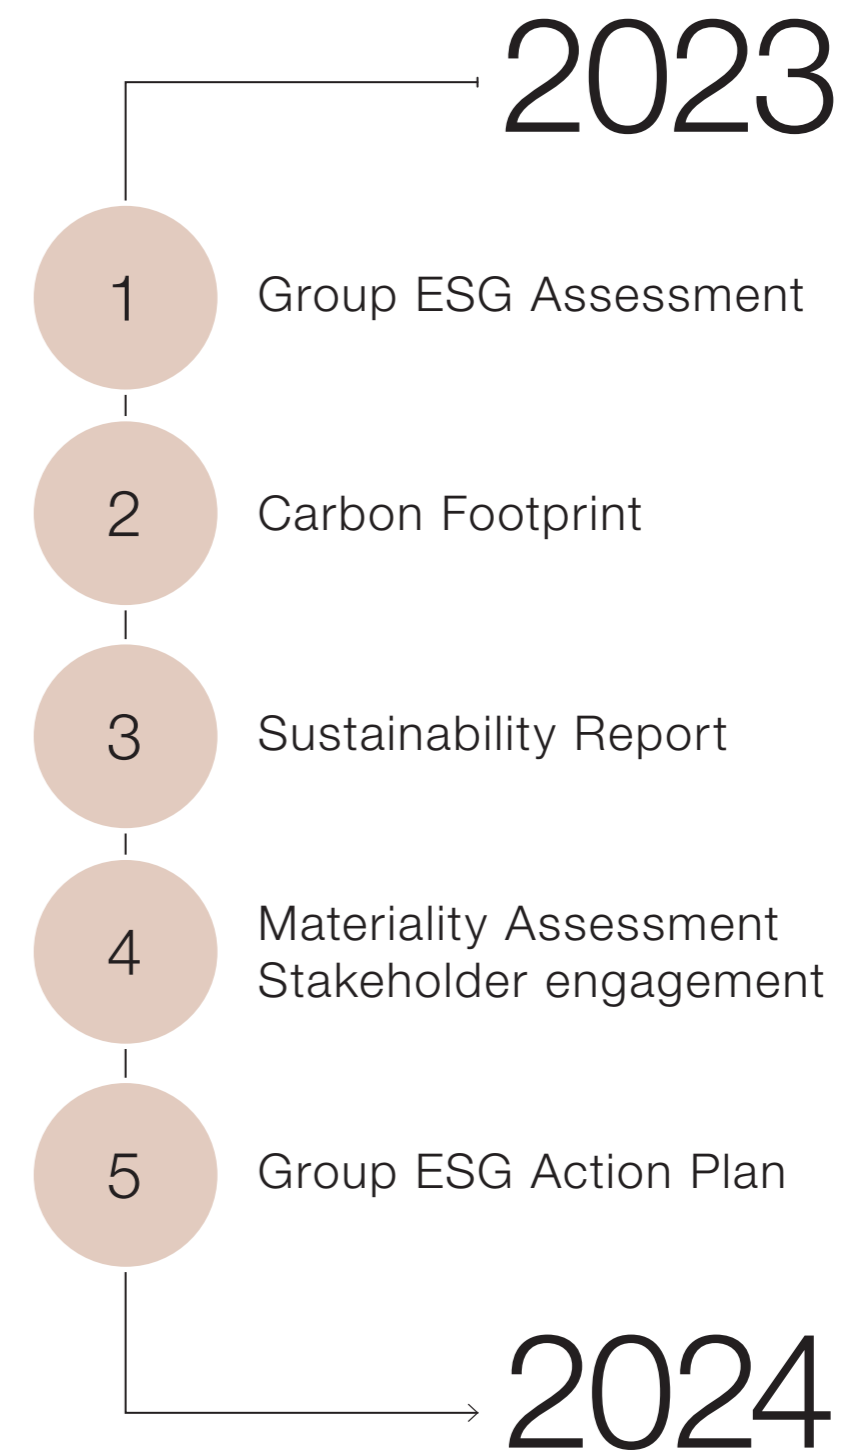 2023
1
Group ESG Assessment
2
Carbon Footprint
3
Sustainability Report
4
Materiality Assessment
Stakeholder engagement
5
Group ESG Action Plan
2024